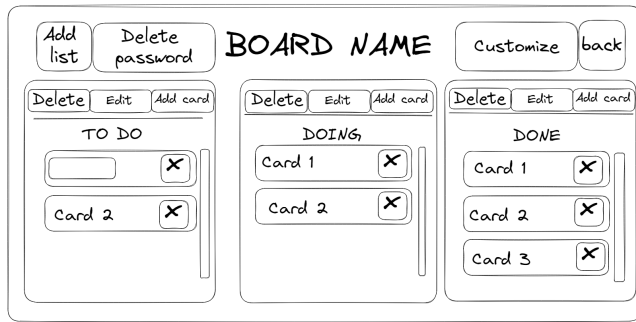 Add list
Delete password
BOARD NAME
Customize
back
Delete Edit Add card
TO DO
X
Card 2 X
Delete Edit Add card
DOING
Card 1 X
Card 2 X
Delete Edit Add card
DONE
Card 1 X
Card 2 X
Card 3 X